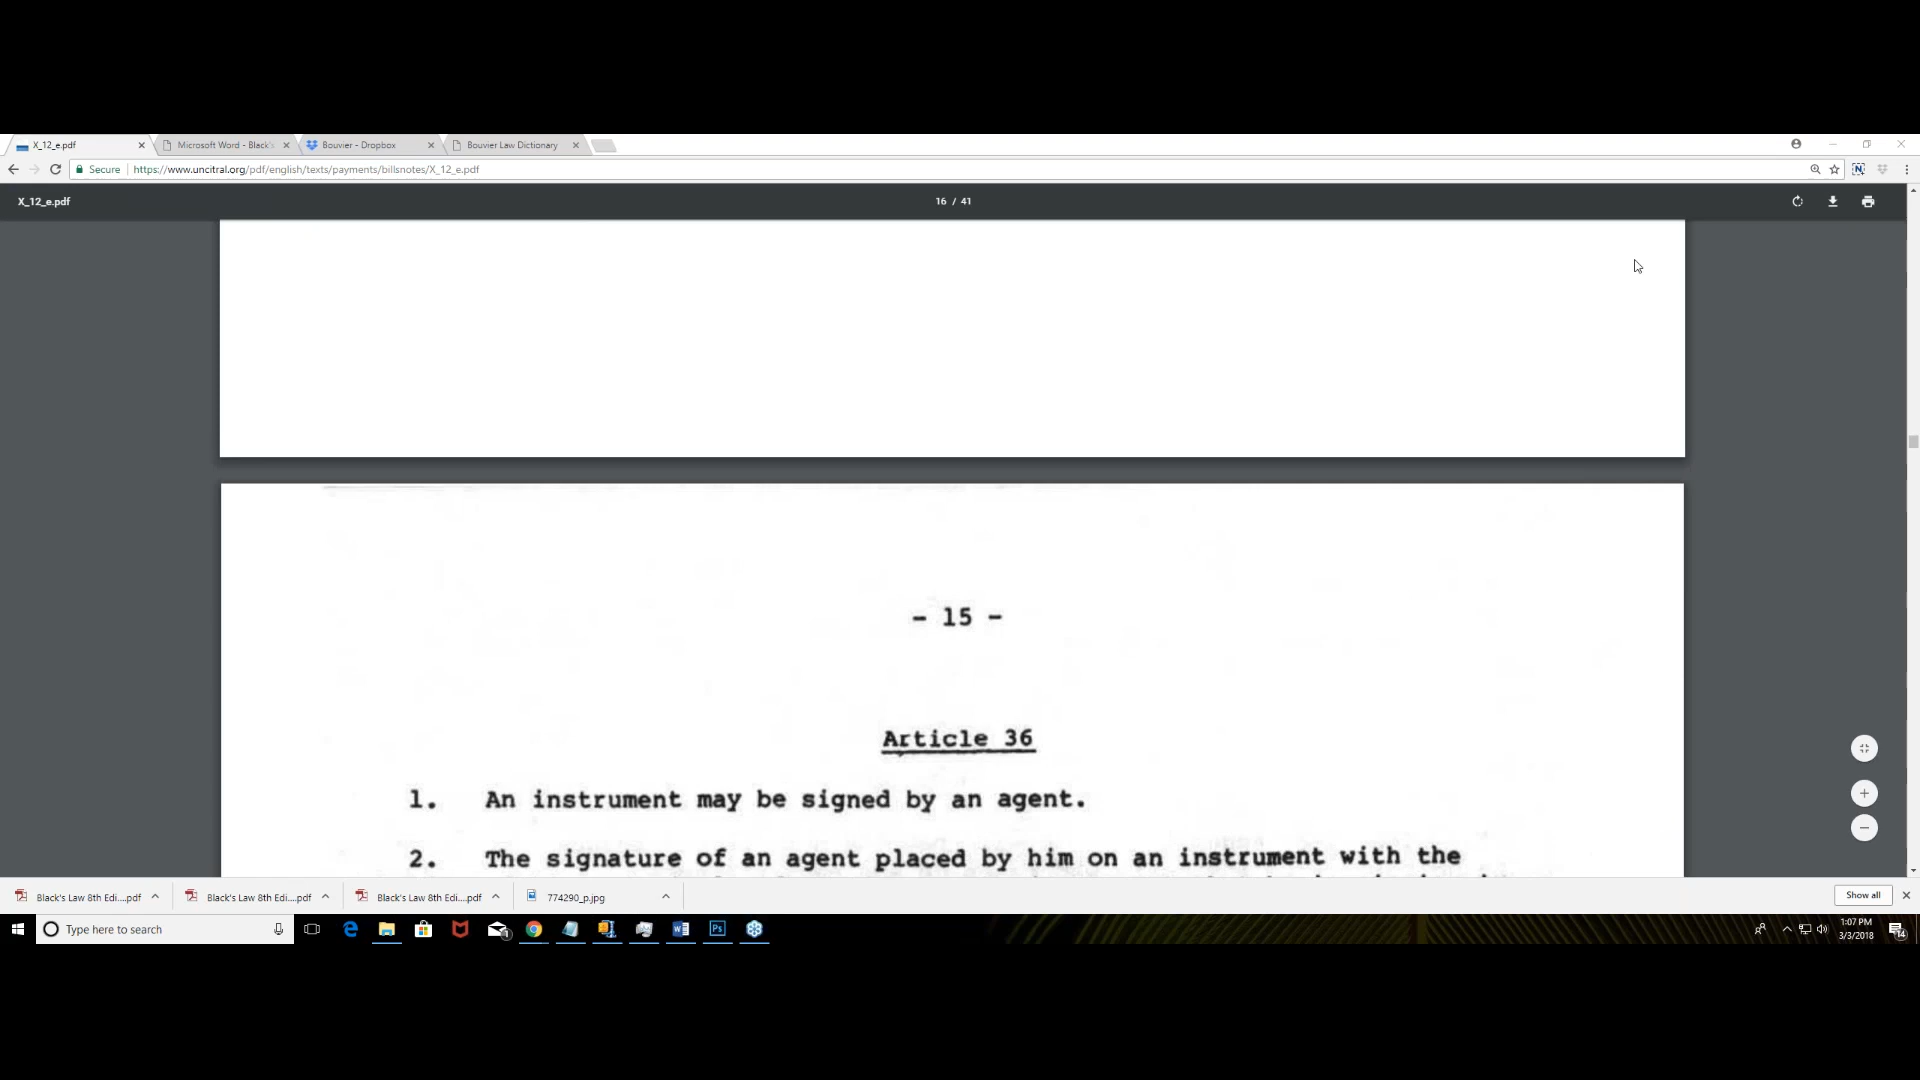 X_12_e.pdf
Microsoft Word - Black's
Bouvier - Dropbox
Bouvier Law Dictionary
Secure
https://www.uncitral.org/pdf/english/texts/payments/billsnotes/X_12_e.pdf
X_12_e.pdf
16 / 41
- 15 -
Article 36
1. An instrument may be signed by an agent.
2. The signature of an agent placed by him on an instrument with the
Black's Law 8th Edi....pdf
Black's Law 8th Edi....pdf
Black's Law 8th Edi....pdf
774290_p.jpg
Show all
Type here to search
1:07 PM
3/3/2018
14